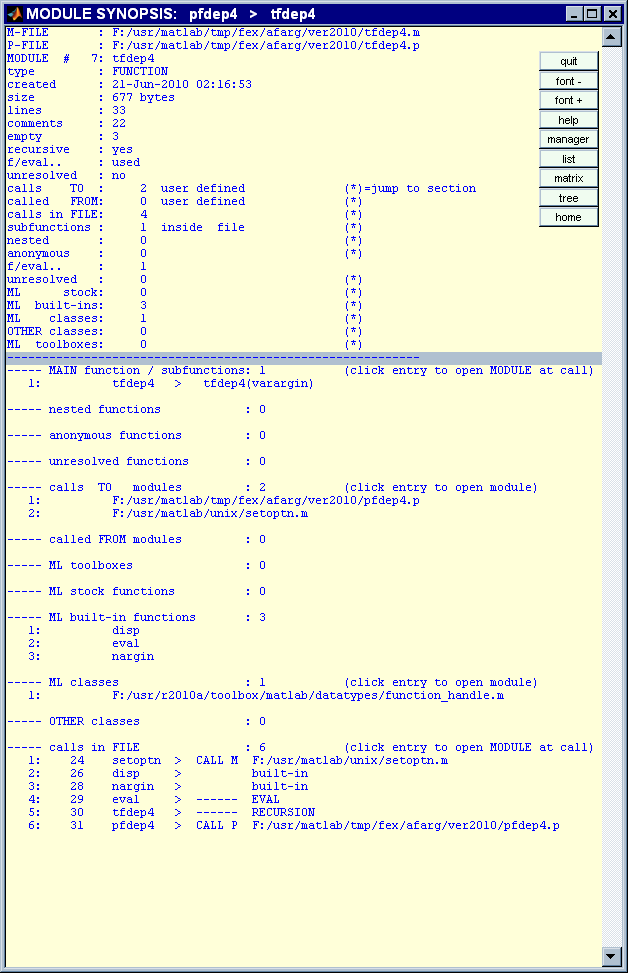 MODULE SYNOPSIS:  pfdep4  >  tfdep4
M-FILE       : F:/usr/matlab/tmp/fex/afarg/ver2010/tfdep4.m
P-FILE       : F:/usr/matlab/tmp/fex/afarg/ver2010/tfdep4.p
MODULE  #   7: tfdep4
type         : FUNCTION
created      : 21-Jun-2010 02:16:53
size         : 677 bytes
lines        : 33
comments     : 22
empty        : 3
recursive    : yes
f/eval..     : used
unresolved   : no
calls    TO  :     2  user defined              (*)=jump to section
called   FROM:     0  user defined              (*)
calls in FILE:     4                            (*)
subfunctions :     1  inside  file              (*)
nested       :     0                            (*)
anonymous    :     0                            (*)
f/eval..     :     1
unresolved   :     0                            (*)
ML      stock:     0                            (*)
ML  built-ins:     3                            (*)
ML    classes:     1                            (*)
OTHER classes:     0                            (*)
ML  toolboxes:     0                            (*)
quit
font -
font +
help
manager
list
matrix
tree
home
-----------------------------------------------------------
----- MAIN function / subfunctions: 1           (click entry to open MODULE at call)
1:          tfdep4  >   tfdep4(varargin)
----- nested functions            : 0
----- anonymous functions         : 0
----- unresolved functions        : 0
----- calls  TO   modules         : 2           (click entry to open module)
1:          F:/usr/matlab/tmp/fex/afarg/ver2010/pfdep4.p
2:          F:/usr/matlab/unix/setoptn.m
----- called FROM modules         : 0
----- ML toolboxes                : 0
----- ML stock functions          : 0
----- ML built-in functions       : 3
1:          disp
2:          eval
3:          nargin
----- ML classes                  : 1           (click entry to open module)
1:          F:/usr/r2010a/toolbox/matlab/datatypes/function_handle.m
----- OTHER classes               : 0
----- calls in FILE               : 6           (click entry to open MODULE at call)
1:    24    setoptn  >  CALL M  F:/usr/matlab/unix/setoptn.m
2:    26    disp     >          built-in
3:    28    nargin   >          built-in
4:    29    eval     >  ------  EVAL
5:    30    tfdep4   >  ------  RECURSION
6:    31    pfdep4   >  CALL P  F:/usr/matlab/tmp/fex/afarg/ver2010/pfdep4.p